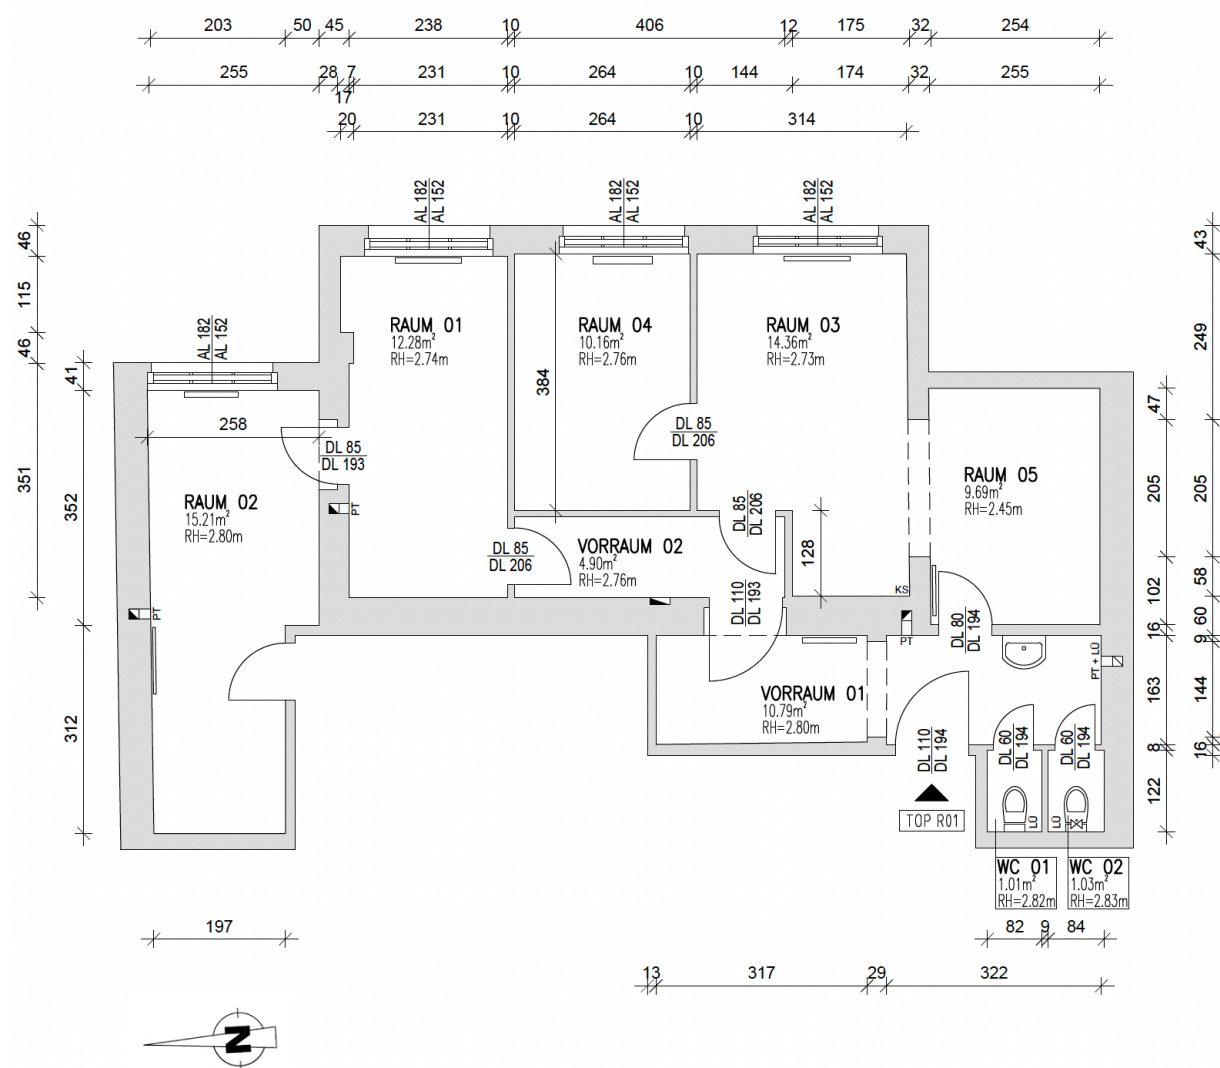 203 50 45 238 10 406 12 175 32 254
255 28 7 231 10 264 10 144 174 32 255
17
20 231 10 264 10 314
AL 182
AL 152
AL 182
AL 152
AL 182
AL 152
AL 182
AL 152
46
115
46
351
41
352
312
43
249
205
60
9
144
16
47
205
58
102
16
163
8
122
RAUM 01
12.28m²
RH=2.74m
RAUM 04
10.16m²
RH=2.76m
RAUM 03
14.36m²
RH=2.73m
384
258
DL 85
DL 193
DL 85
DL 206
RAUM 02
15.21m²
RH=2.80m
PT
RAUM 05
9.69m²
RH=2.45m
DL 85
DL 206
DL 85
DL 206
VORRAUM 02
4.90m²
RH=2.76m
128
KS
PT
DL 110
DL 193
PT
DL 80
DL 194
PT + LÜ
VORRAUM 01
10.79m²
RH=2.80m
DL 110
DL 194
DL 60
DL 194
DL 60
DL 194
TOP R01
LÜ
LÜ
WC 01
1.01m²
RH=2.82m
WC 02
1.03m²
RH=2.83m
197
82 9 84
13 317 29 322
N